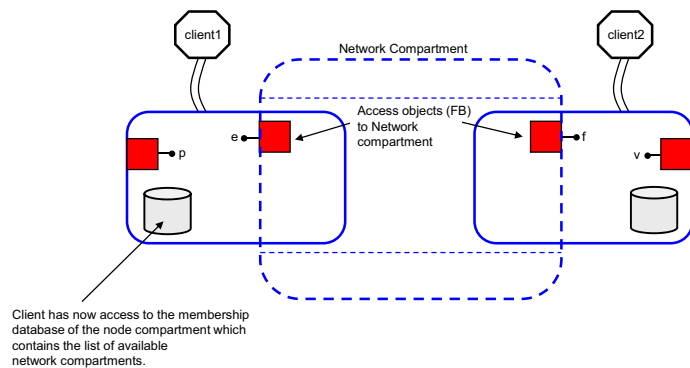 client1
client2
Network Compartment
Access objects (FB)
to Network
compartment
e
f
p
v
Client has now access to the membership
database of the node compartment which
contains the list of available
network compartments.